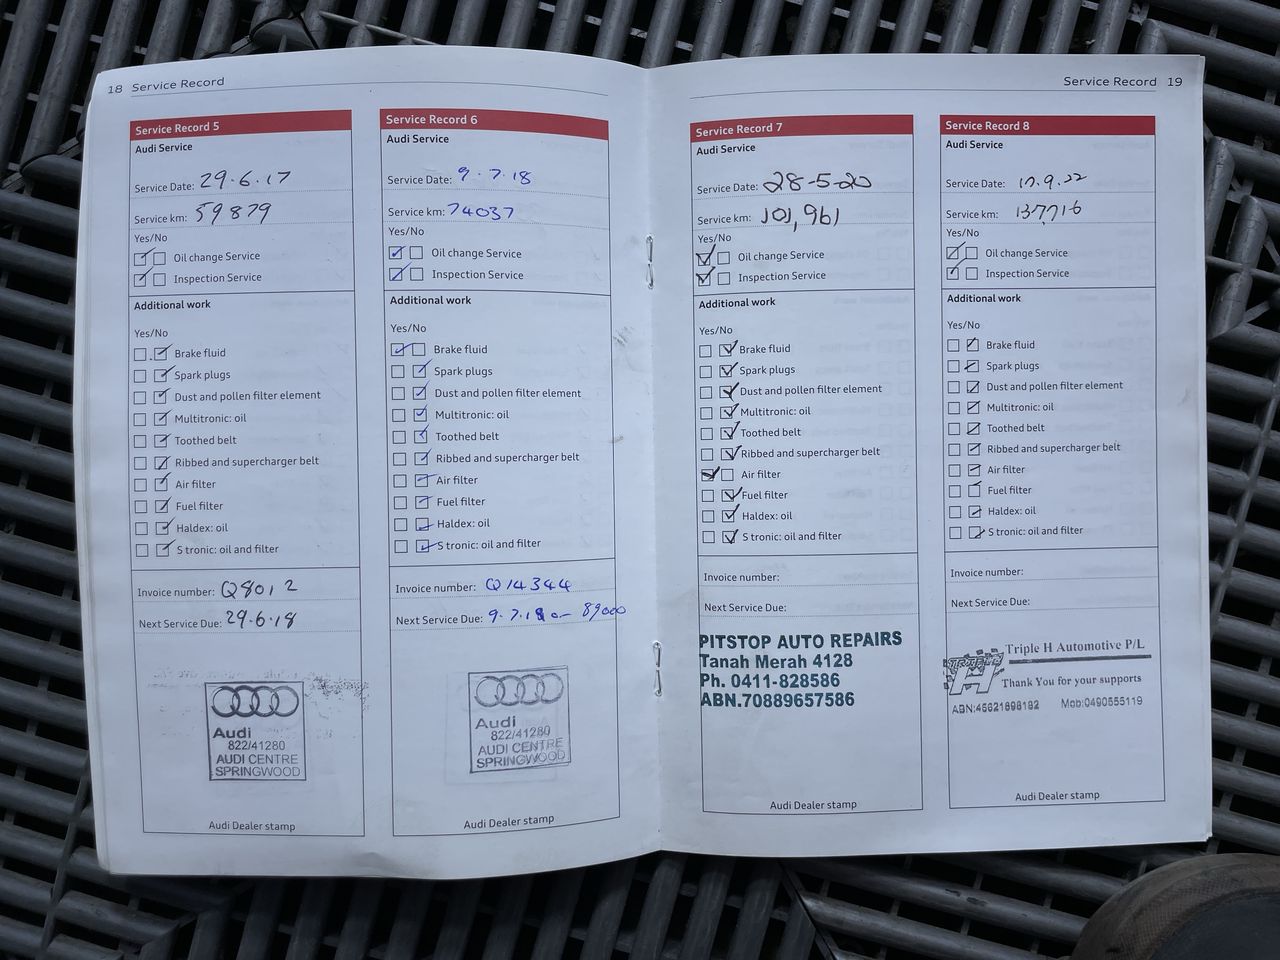 18 Service Record
Service Record 5
Audi Service
Service Date: 29.6.17
Service km: 59879
Yes/No
Oil change Service
Inspection Service
Additional work
Yes/No
Brake fluid
Spark plugs
Dust and pollen filter element
Multitronic: oil
Toothed belt
Ribbed and supercharger belt
Air filter
Fuel filter
Haldex: oil
S tronic: oil and filter
Invoice number: Q8012
Next Service Due: 29.6.18
Audi
822/41280
AUDI CENTRE
SPRINGWOOD
Audi Dealer stamp
Service Record 6
Audi Service
Service Date: 9.7.18
Service km: 74037
Yes/No
Oil change Service
Inspection Service
Additional work
Yes/No
Brake fluid
Spark plugs
Dust and pollen filter element
Multitronic: oil
Toothed belt
Ribbed and supercharger belt
Air filter
Fuel filter
Haldex: oil
S tronic: oil and filter
Invoice number: Q14344
Next Service Due: 89000
Audi
822/41280
AUDI CENTRE
SPRINGWOOD
Audi Dealer stamp
Service Record 19
Service Record 7
Audi Service
Service Date: 28-5-20
Service km: 101,961
Yes/No
Oil change Service
Inspection Service
Additional work
Yes/No
Brake fluid
Spark plugs
Dust and pollen filter element
Multitronic: oil
Toothed belt
Ribbed and supercharger belt
Air filter
Fuel filter
Haldex: oil
S tronic: oil and filter
Invoice number:
Next Service Due:
PITSTOP AUTO REPAIRS
Tanah Merah 4128
Ph. 0411-828586
ABN.70889657586
Audi Dealer stamp
Service Record 8
Audi Service
Service Date:
Service km: 137716
Yes/No
Oil change Service
Inspection Service
Additional work
Yes/No
Brake fluid
Spark plugs
Dust and pollen filter element
Multitronic: oil
Toothed belt
Ribbed and supercharger belt
Air filter
Fuel filter
Haldex: oil
S tronic: oil and filter
Invoice number:
Next Service Due:
Triple H Automotive P/L
Thank You for your supports
Mob:0490555119
Audi Dealer stamp